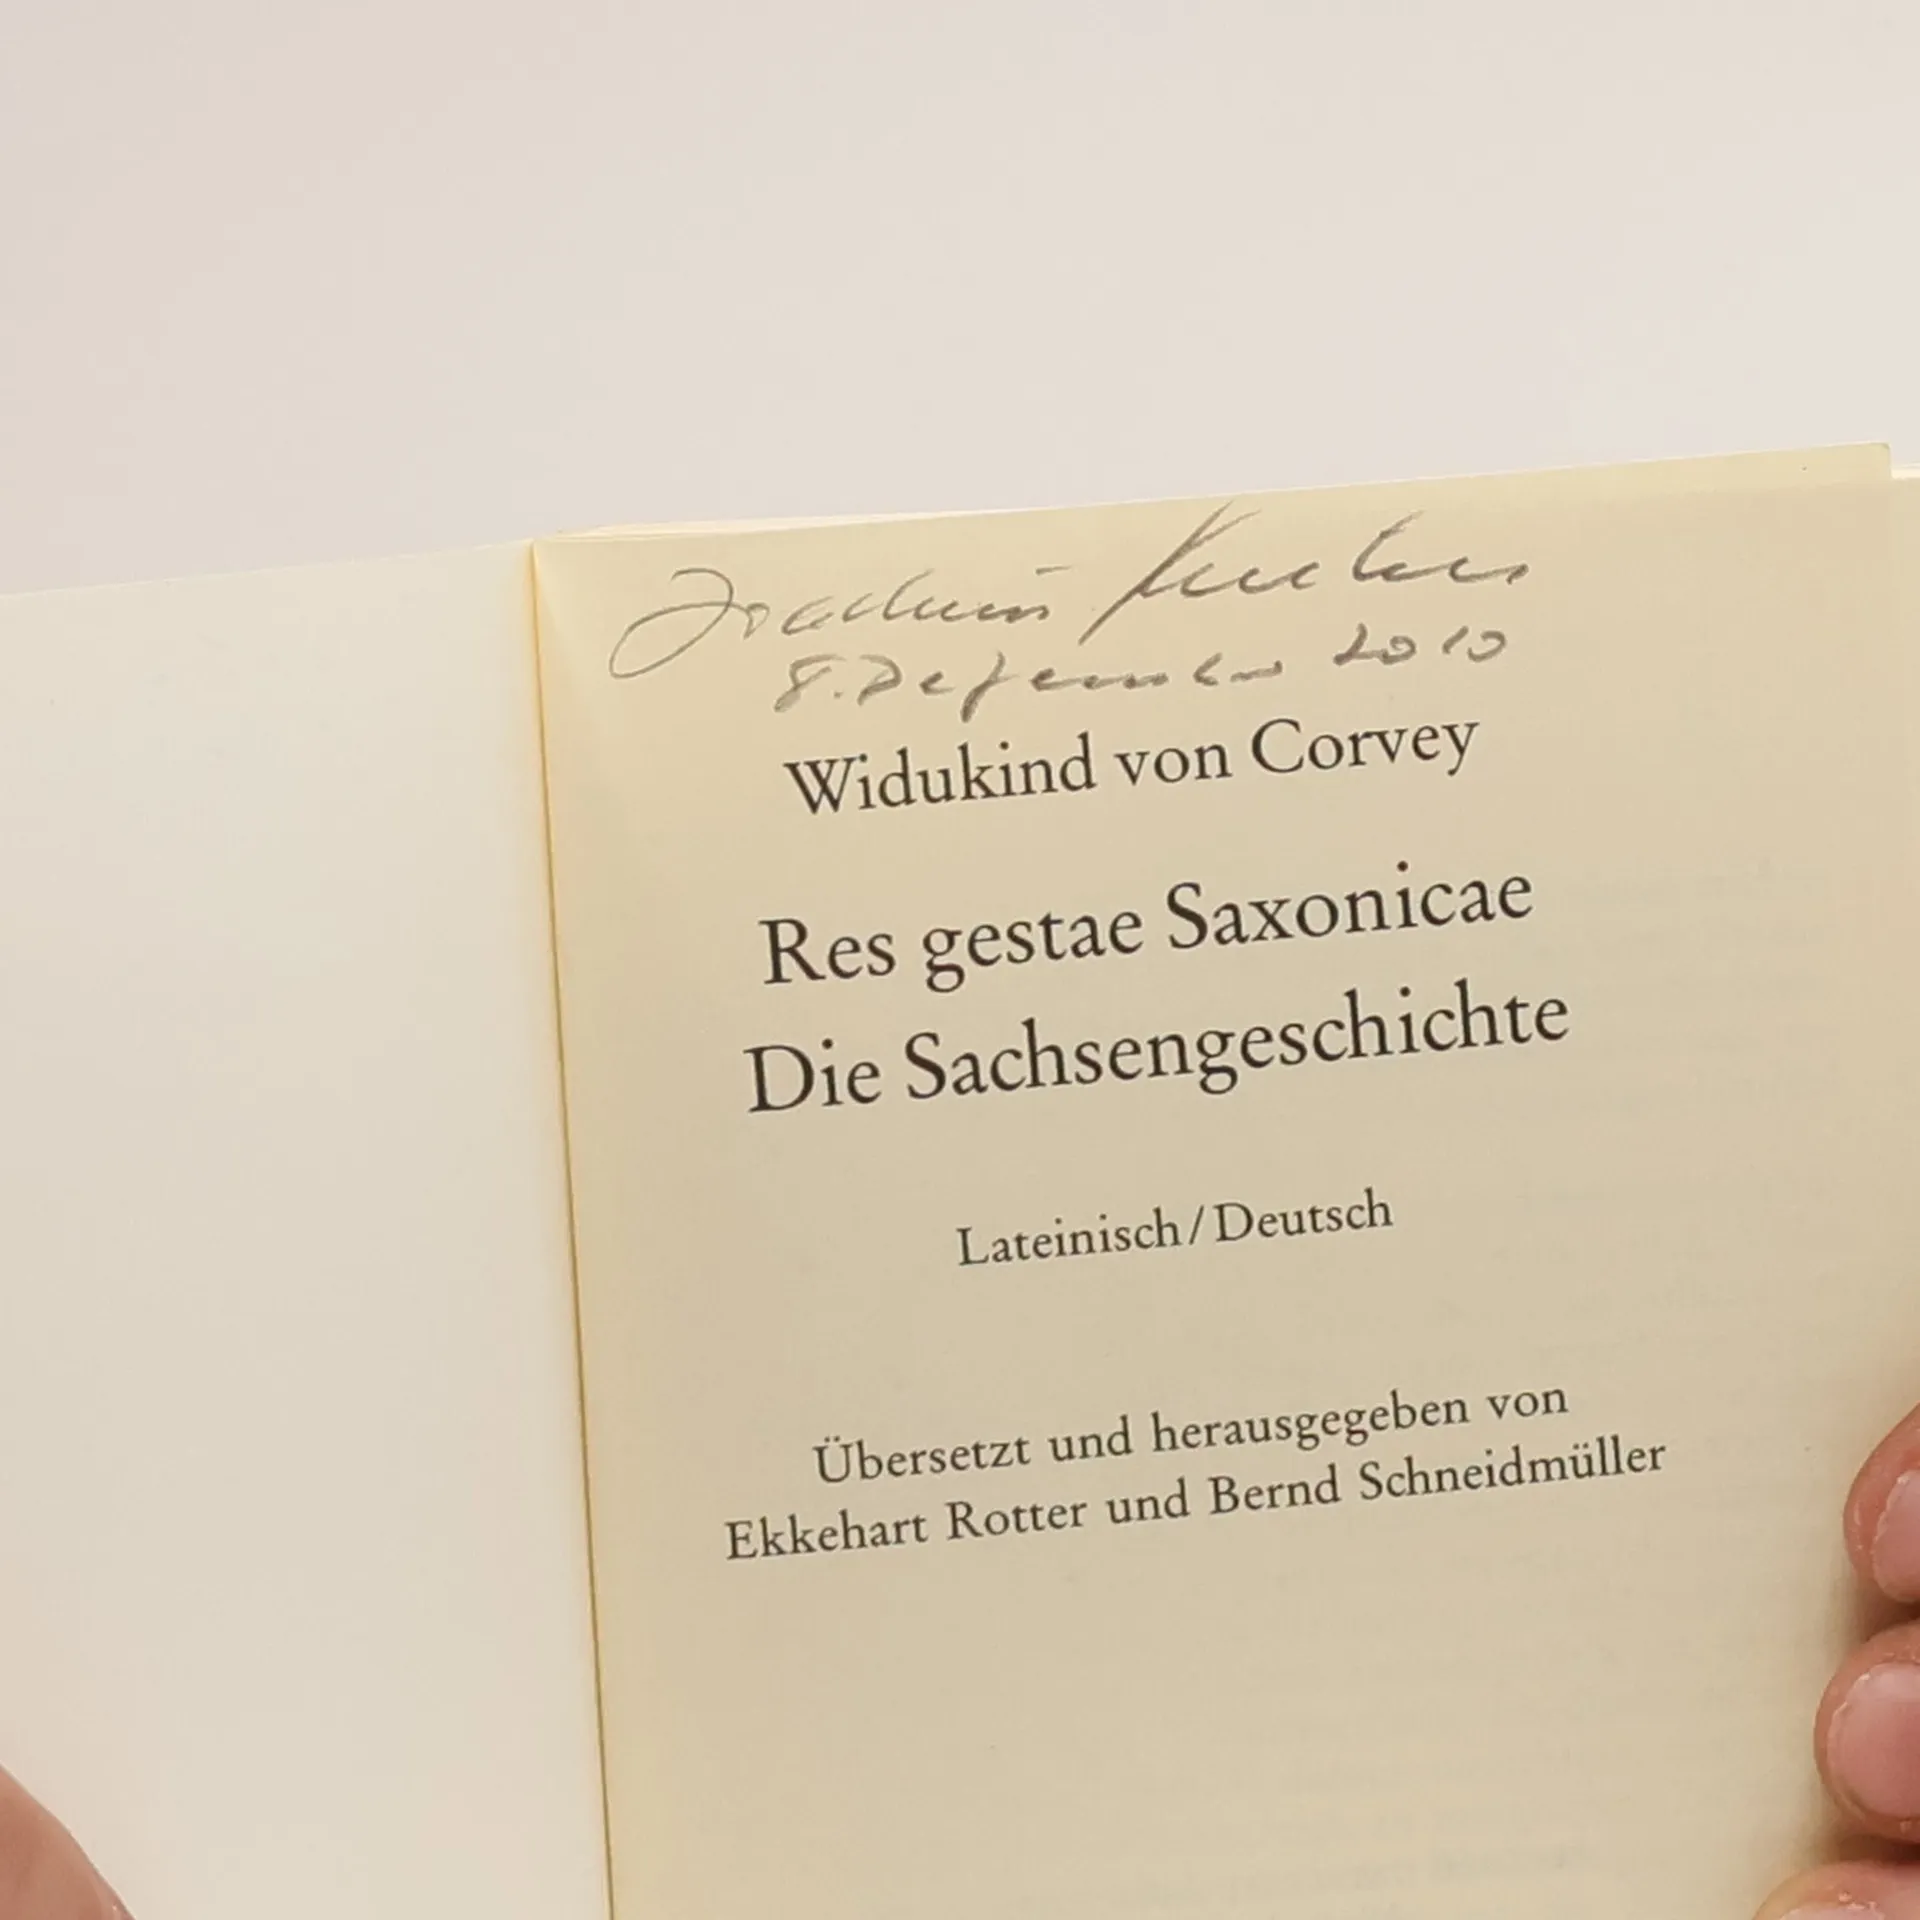 Joachim
8. Dezember 2010
Widukind von Corvey
Res gestae Saxonicae
Die Sachsengeschichte
Lateinisch/Deutsch
Übersetzt und herausgegeben von
Ekkehart Rotter und Bernd Schneidmüller